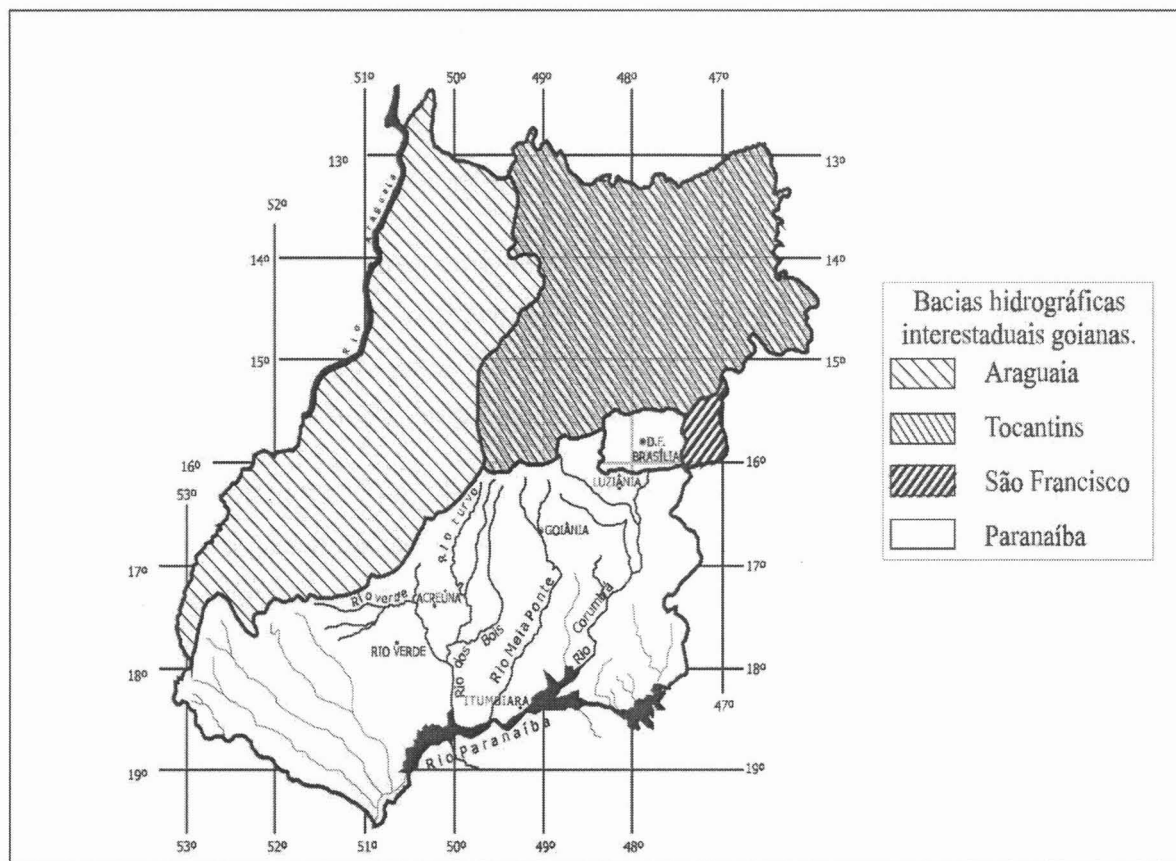 51º 50º 49º 48º 47º
13º 13º
52º
Rio Araguaia
14º 14º
15º 15º
D.F.
BRASÍLIA
16º 16º
53º
LUZIÂNIA
Rio Turvo
GOIÂNIA
17º 17º
Rio verde
ACREÚNA
Rio dos Bois
Rio Meia Ponte
Rio Corumbá
RIO VERDE
18º 18º
47º
ITUMBIARA
Rio Paranaíba
19º 19º
53º 52º 51º 50º 49º 48º
Bacias hidrográficas
interestaduais goianas.
Araguaia
Tocantins
São Francisco
Paranaíba